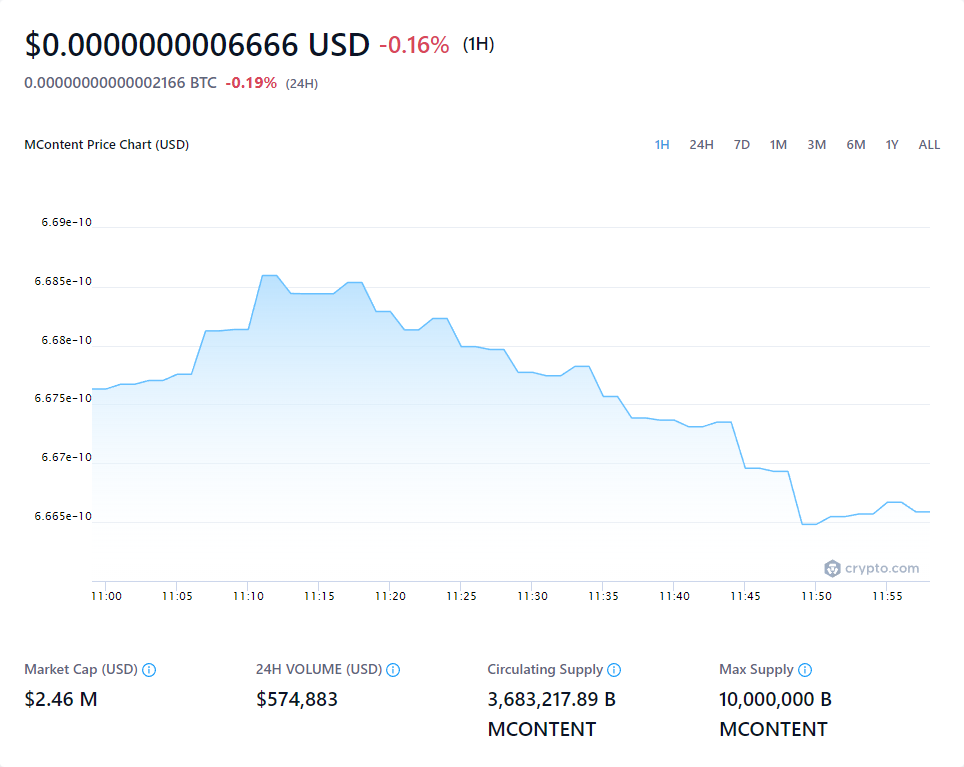 $0.0000000006666 USD -0.16% (1H)
0.00000000000002166 BTC -0.19% (24H)
MContent Price Chart (USD) 1H 24H 7D 1M 3M 6M 1Y ALL
6.69e-10
6.685e-10
6.68e-10
6.675e-10
6.67e-10
6.665e-10
crypto.com
11:00 11:05 11:10 11:15 11:20 11:25 11:30 11:35 11:40 11:45 11:50 11:55
Market Cap (USD) 24H VOLUME (USD) Circulating Supply Max Supply
$2.46 M $574,883 3,683,217.89 B 10,000,000 B
MCONTENT MCONTENT